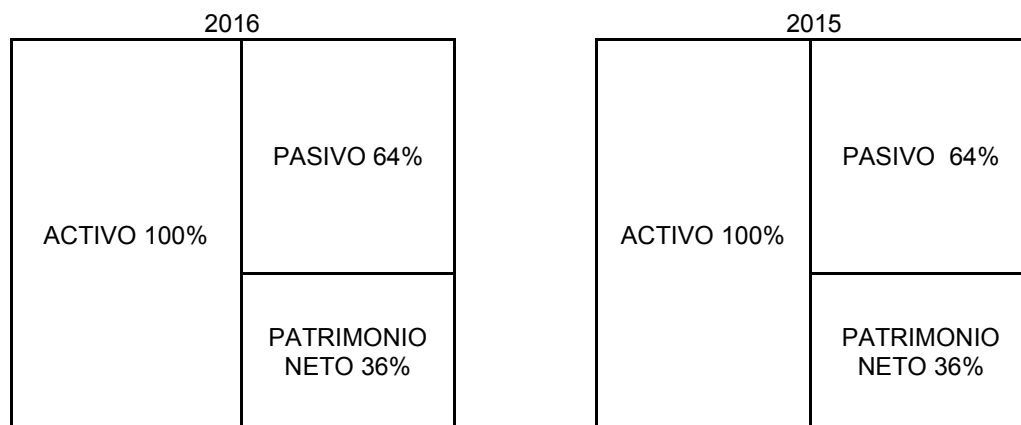 2016
ACTIVO 100%
PASIVO 64%
PATRIMONIO
NETO 36%
2015
ACTIVO 100%
PASIVO  64%
PATRIMONIO
NETO 36%